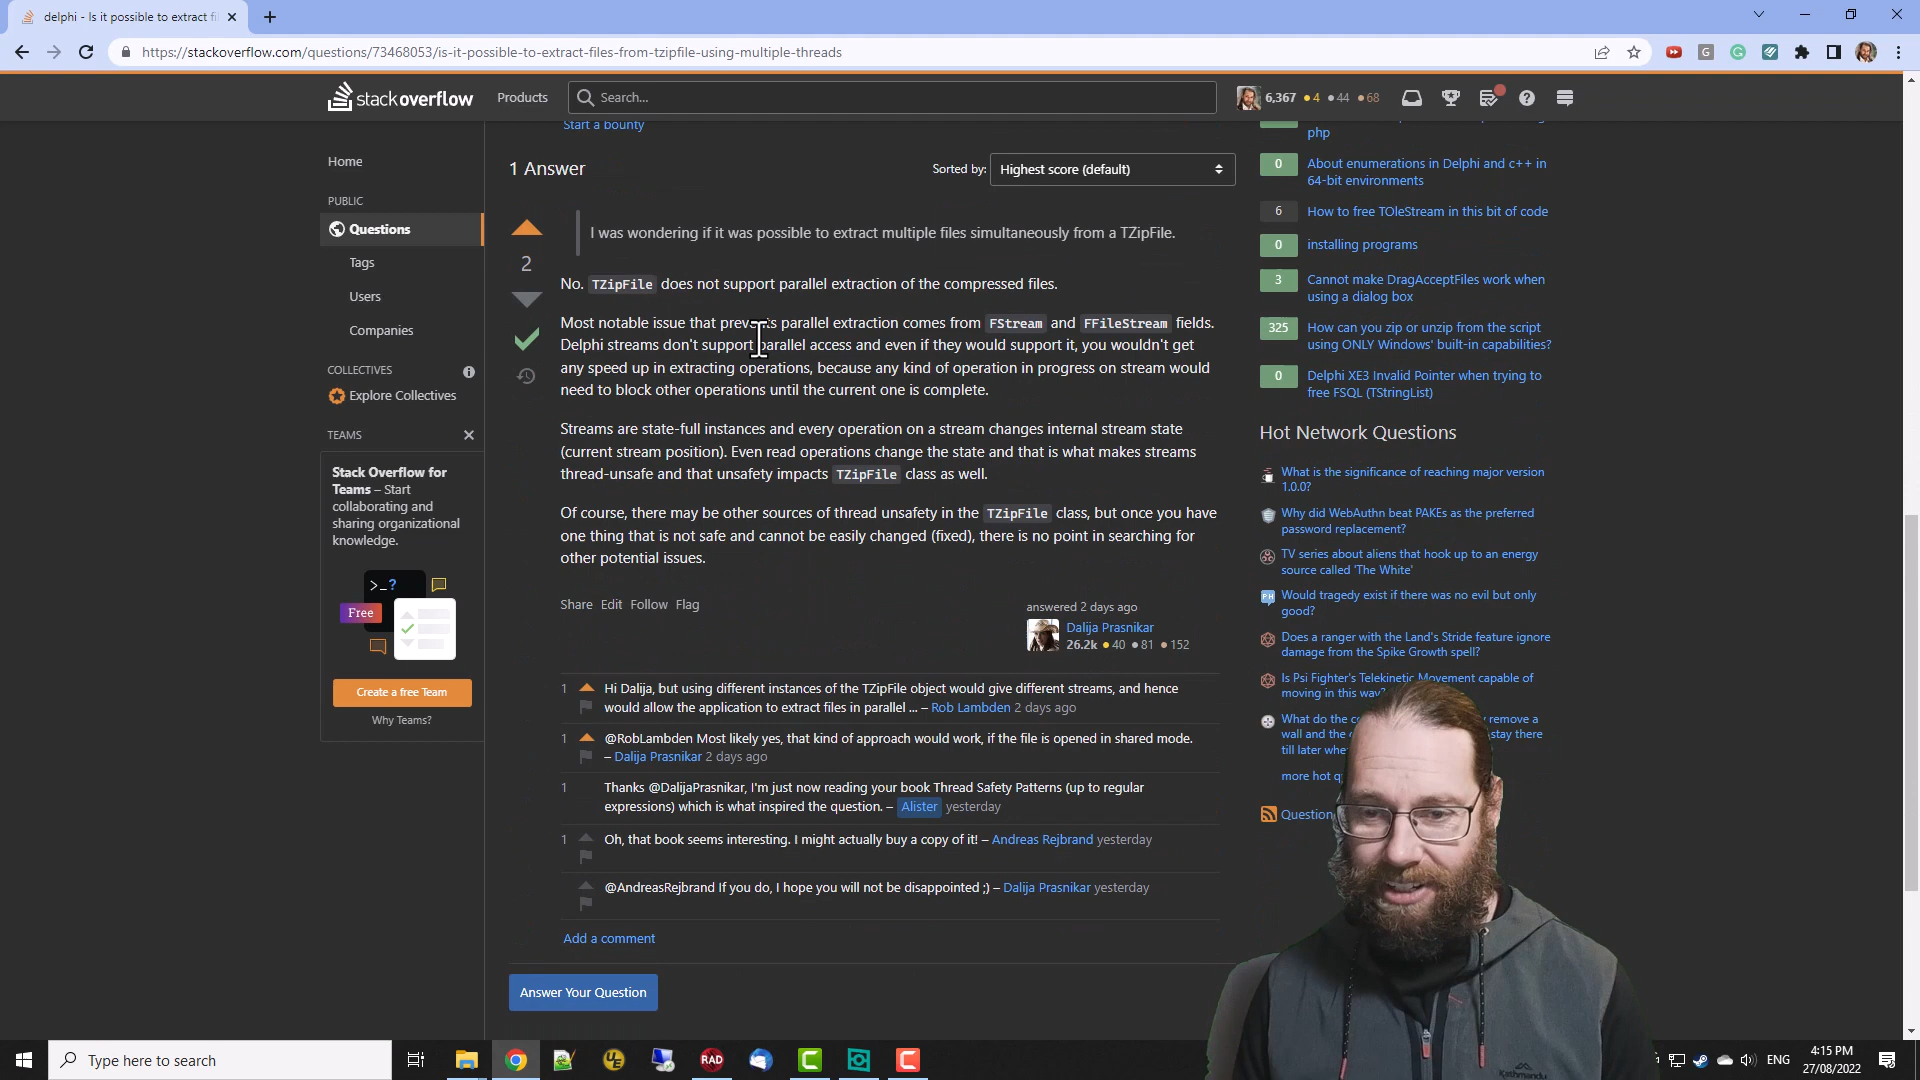 delphi - Is it possible to extract fi
https://stackoverflow.com/questions/73468053/is-it-possible-to-extract-files-from-tzipfile-using-multiple-threads
stackoverflow
Products
Search...
6,367 4 44 68
Start a bounty
Home
PUBLIC
Questions
Tags
Users
Companies
COLLECTIVES
Explore Collectives
TEAMS
Stack Overflow for
Teams – Start
collaborating and
sharing organizational
knowledge.
>_?
Free
Create a free Team
Why Teams?
1 Answer
Sorted by:
Highest score (default)
2
I was wondering if it was possible to extract multiple files simultaneously from a TZipFile.
No. TZipFile does not support parallel extraction of the compressed files.
Most notable issue that prevents parallel extraction comes from FStream and FFileStream fields.
Delphi streams don't support parallel access and even if they would support it, you wouldn't get
any speed up in extracting operations, because any kind of operation in progress on stream would
need to block other operations until the current one is complete.
Streams are state-full instances and every operation on a stream changes internal stream state
(current stream position). Even read operations change the state and that is what makes streams
thread-unsafe and that unsafety impacts TZipFile class as well.
Of course, there may be other sources of thread unsafety in the TZipFile class, but once you have
one thing that is not safe and cannot be easily changed (fixed), there is no point in searching for
other potential issues.
Share Edit Follow Flag
answered 2 days ago
Dalija Prasnikar
26.2k 40 81 152
1 Hi Dalija, but using different instances of the TZipFile object would give different streams, and hence
would allow the application to extract files in parallel ... – Rob Lambden 2 days ago
1 @RobLambden Most likely yes, that kind of approach would work, if the file is opened in shared mode.
– Dalija Prasnikar 2 days ago
1 Thanks @DalijaPrasnikar, I'm just now reading your book Thread Safety Patterns (up to regular
expressions) which is what inspired the question. – Alister yesterday
1 Oh, that book seems interesting. I might actually buy a copy of it! – Andreas Rejbrand yesterday
@AndreasRejbrand If you do, I hope you will not be disappointed ;) – Dalija Prasnikar yesterday
Add a comment
Answer Your Question
php
0 About enumerations in Delphi and c++ in
64-bit environments
6 How to free TOleStream in this bit of code
0 installing programs
3 Cannot make DragAcceptFiles work when
using a dialog box
325 How can you zip or unzip from the script
using ONLY Windows' built-in capabilities?
0 Delphi XE3 Invalid Pointer when trying to
free FSQL (TStringList)
Hot Network Questions
What is the significance of reaching major version
1.0.0?
Why did WebAuthn beat PAKEs as the preferred
password replacement?
TV series about aliens that hook up to an energy
source called 'The White'
Would tragedy exist if there was no evil but only
good?
Does a ranger with the Land's Stride feature ignore
damage from the Spike Growth spell?
Is Psi Fighter's Telekinetic Movement capable of
moving in this way?
What do the remove a
wall and the stay there
till later
more hot
Question
Type here to search
UE
RAD
ENG
4:15 PM
27/08/2022
kathmandu